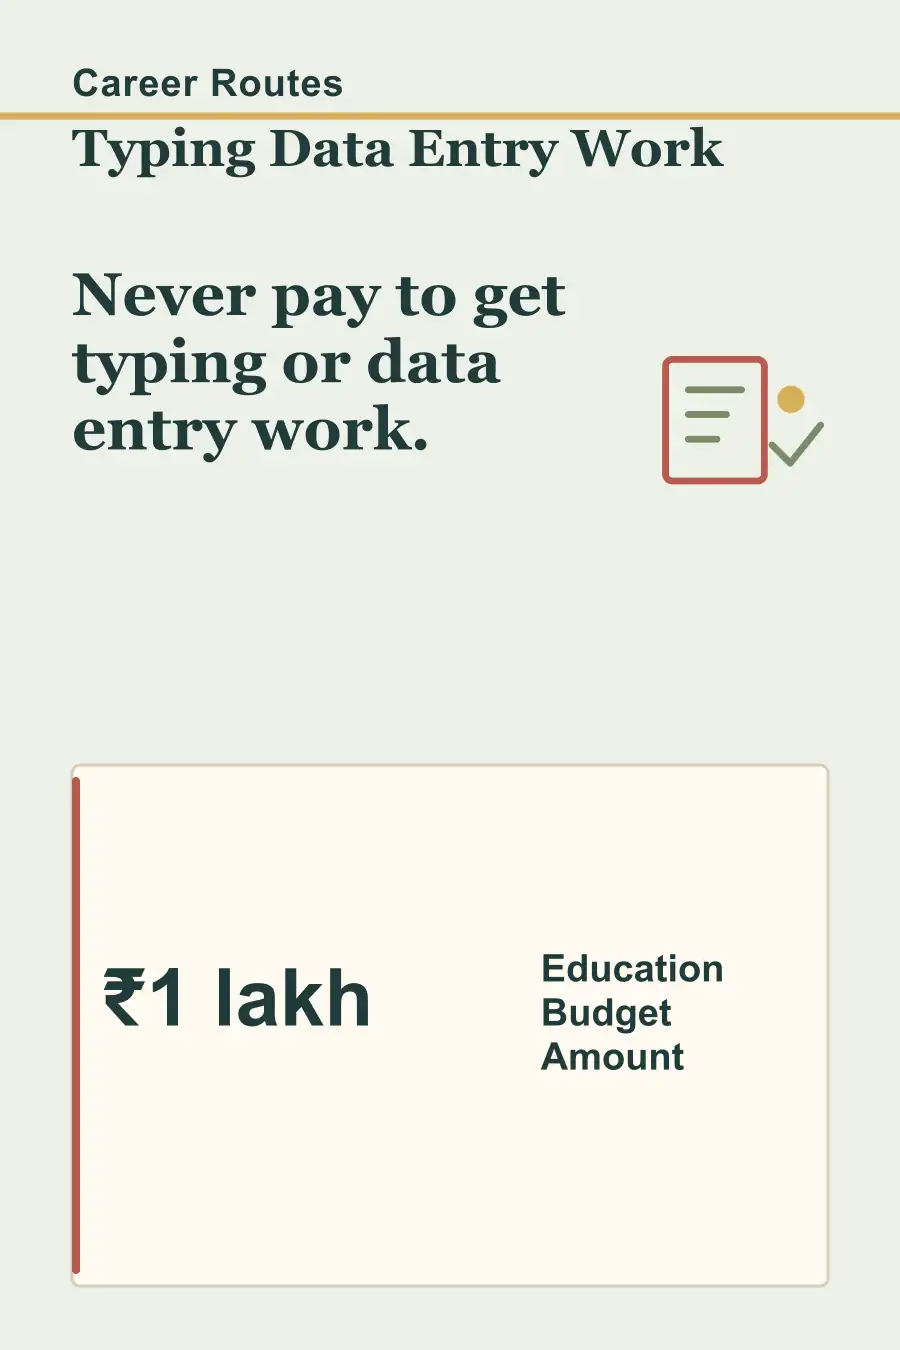 Career Routes
Typing Data Entry Work
Never pay to get
typing or data
entry work.
₹1 lakh
Education
Budget
Amount